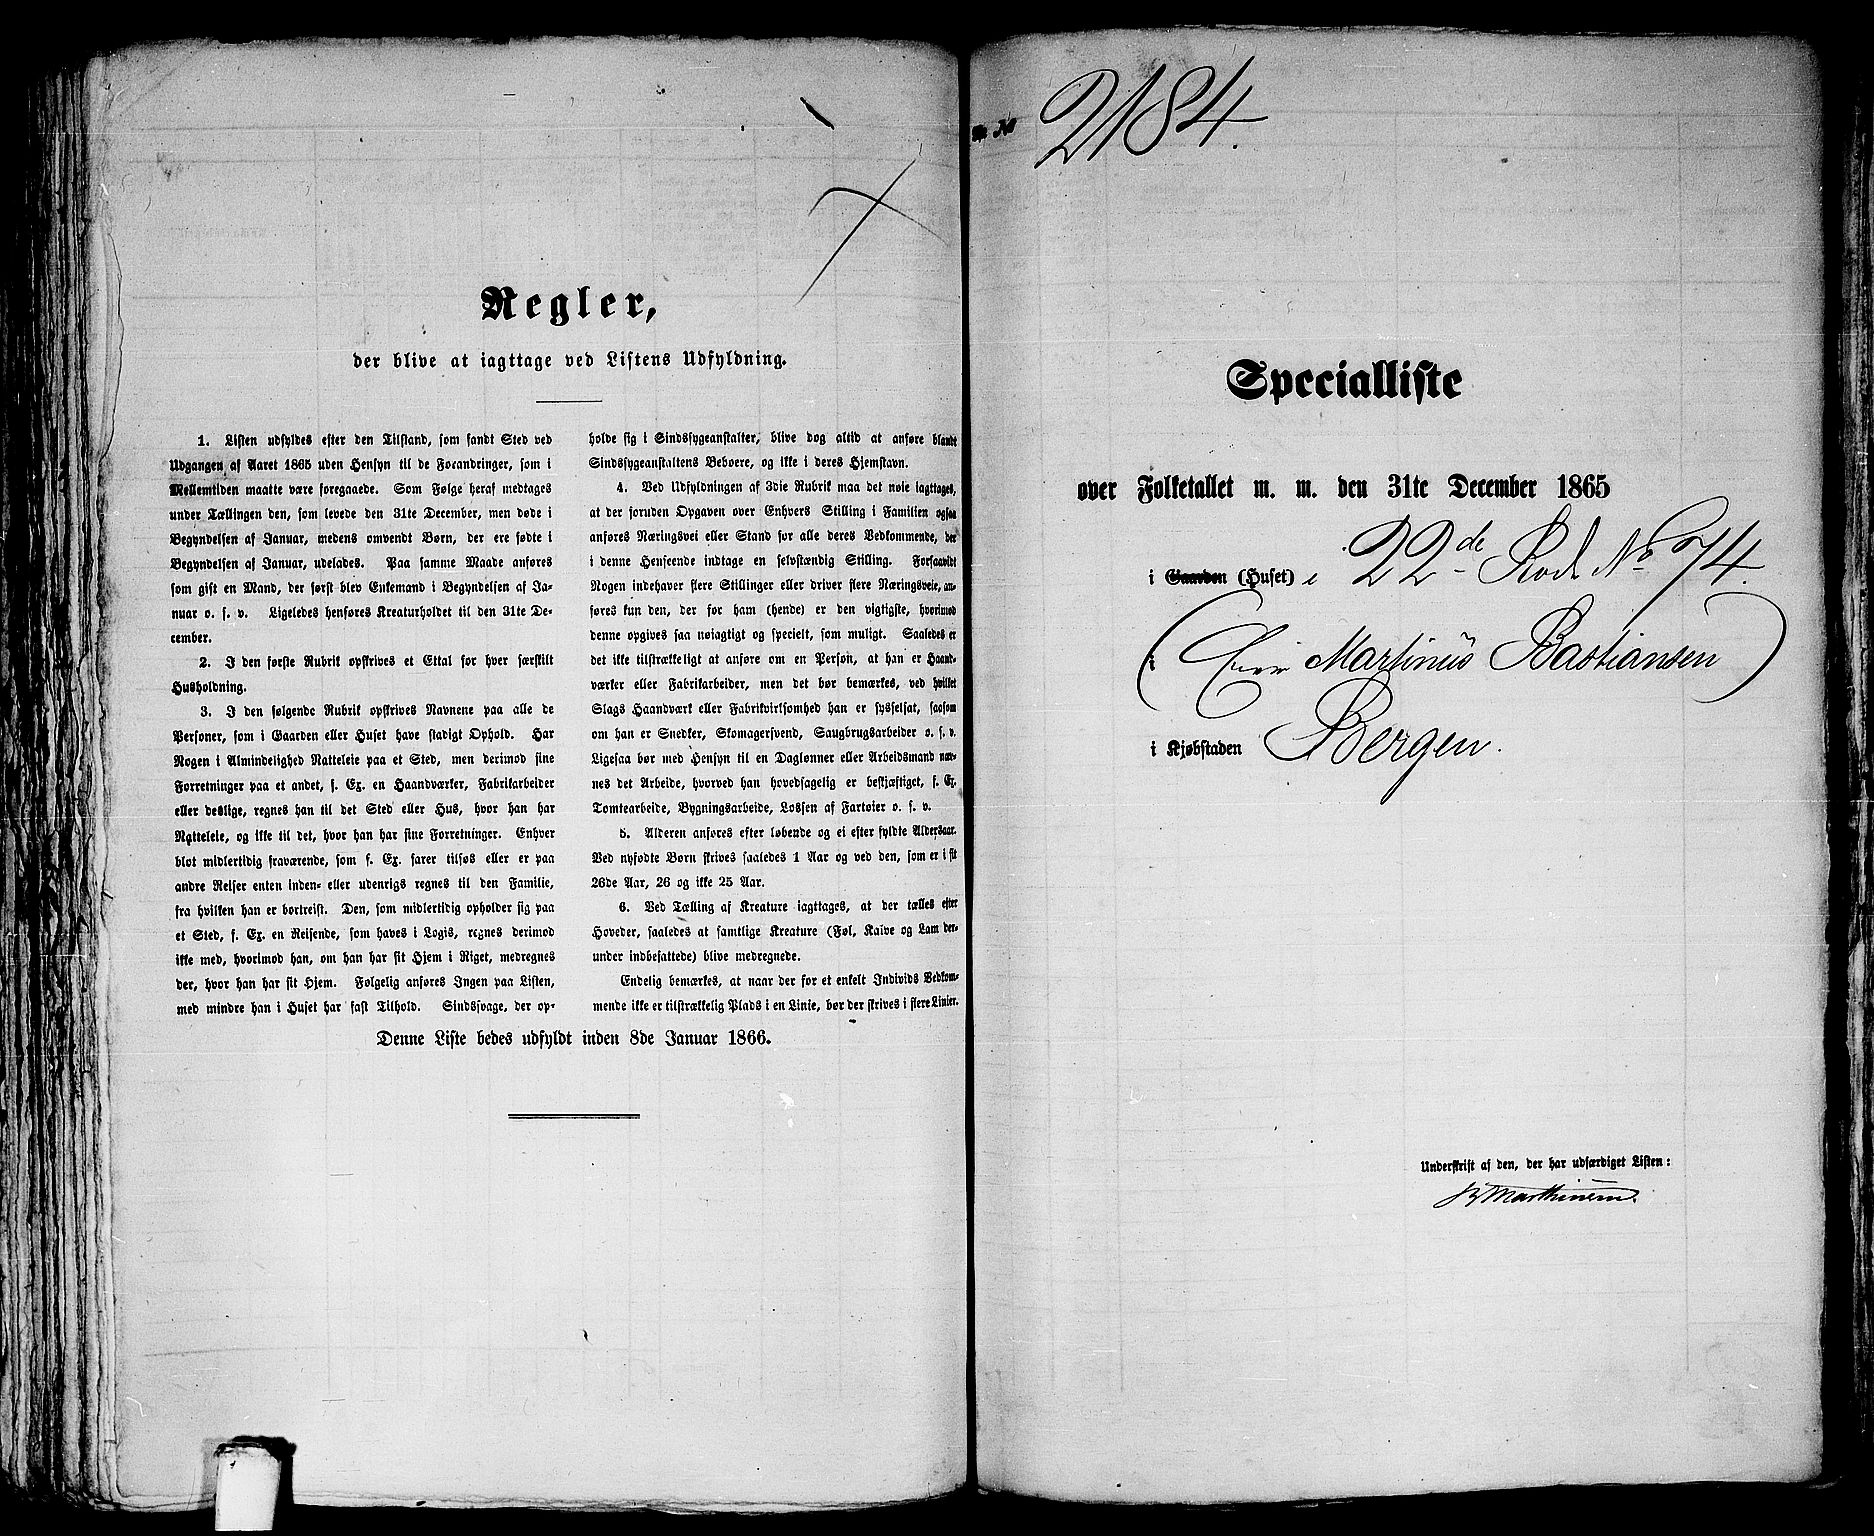 Regler,
der blive at iagttage ved Listens Udfyldning.
1. Listen udfyldes efter den Tilstand, som fandt Sted ved
Udgangen af Aaret 1865 uden Hensyn til de Forandringer, som i
Mellemtiden maatte være foregaaede. Som Følge heraf medtages
under Tællingen den, som levede den 31te December, men døde i
Begyndelsen af Januar, medens omvendt Børn, der ere fødte i
Begyndelsen af Januar, udelades. Paa samme Maade anføres
som gift en Mand, der først blev Enkemand i Begyndelsen af Ja-
nuar o. s. v. Ligeledes henføres Kreaturholdet til den 31te De-
cember.
2. I den første Rubrik opskrives et Ettal for hver særskilt
Husholdning.
3. I den følgende Rubrik opskrives Navnene paa alle de
Personer, som i Gaarden eller Huset have stadigt Ophold. Har
Nogen i Almindelighed Natteleie paa et Sted, men derimod sine
Forretninger paa et andet, f. Ex. en Haandværker, Fabrikarbeider
eller deslige, regnes han til det Sted eller Hus, hvor han har
Natteleie, og ikke til det, hvor han har sine Forretninger. Enhver
blot midlertidig fraværende, som f. Ex. farer tilsøs eller er paa
andre Reiser enten inden- eller udenrigs regnes til den Familie,
fra hvilken han er bortreist. Den, som midlertidig opholder sig paa
et Sted, f. Ex. en Reisende, som haves i Logis, regnes derimod
ikke med, hvorimod han, om han har sit Hjem i Riget, medregnes
der, hvor han har sit Hjem. Følgelig anføres Ingen paa Listen,
med mindre han i Huset har fast Tilhold. Sindssvage, der op-
holde sig i Sindssygeanstalter, blive dog altid at anføre blandt
Sindssygeanstaltens Beboere, og ikke i deres Hjemstavn.
4. Ved Udfyldningen af 3die Rubrik maa det nøie iagttages,
at der foruden Opgaven over Enhvers Stilling i Familien ogsaa
anføres Næringsvei eller Stand for alle deres Vedkommende, der
i denne Henseende indtage en selvstændig Stilling. Forsaavidt
Nogen indehaver flere Stillinger eller driver flere Næringsveie, an-
føres kun den, der for ham (hende) er den vigtigste, hvorimod
denne opgives saa nøiagtigt og specielt, som muligt. Saaledes er
det ikke tilstrækkeligt at anføre om en Person, at han er Haand-
værker eller Fabrikarbeider, men det bør bemærkes, ved hvilket
Slags Haandværk eller Fabrikvirksomhed han er sysselsat, saasom
om han er Snedker, Skomagersvend, Saugbrugsarbeider o. s. v.
Ligesaa bør med Hensyn til en Daglønner eller Arbeidsmand næv-
nes det Arbeide, hvorved han hovedsagelig er beskjæftiget, f. Ex.
Tomtearbeide, Bygningsarbeide, Lossen af Fartøier o. s. v.
5. Alderen anføres efter løbende og ei efter fyldte Aldersaar.
Ved nyfødte Børn skrives saaledes 1 Aar og ved den, som er i sit
26de Aar, 26 og ikke 25 Aar.
6. Ved Tælling af Kreature iagttages, at der tælles efter
Hoveder, saaledes at samtlige Kreature (Føl, Kalve og Lam der-
under indbefattede) blive medregnede.
Endelig bemærkes, at naar der for et enkelt Individs Vedkom-
mende ikke er tilstrækkelig Plads i en Linie, bør der skrives i flere Linier.
Denne Liste bedes udfyldt inden 8de Januar 1866.
No 2184.
Specialliste
over Folketallet m. m. den 31te December 1865
i Gaarden (Huset) i 22de Rode No 74.
i (Eier Martinus Bastiansen)
i Kjøbstaden Bergen.
Underskrift af den, der har udfærdiget Listen: